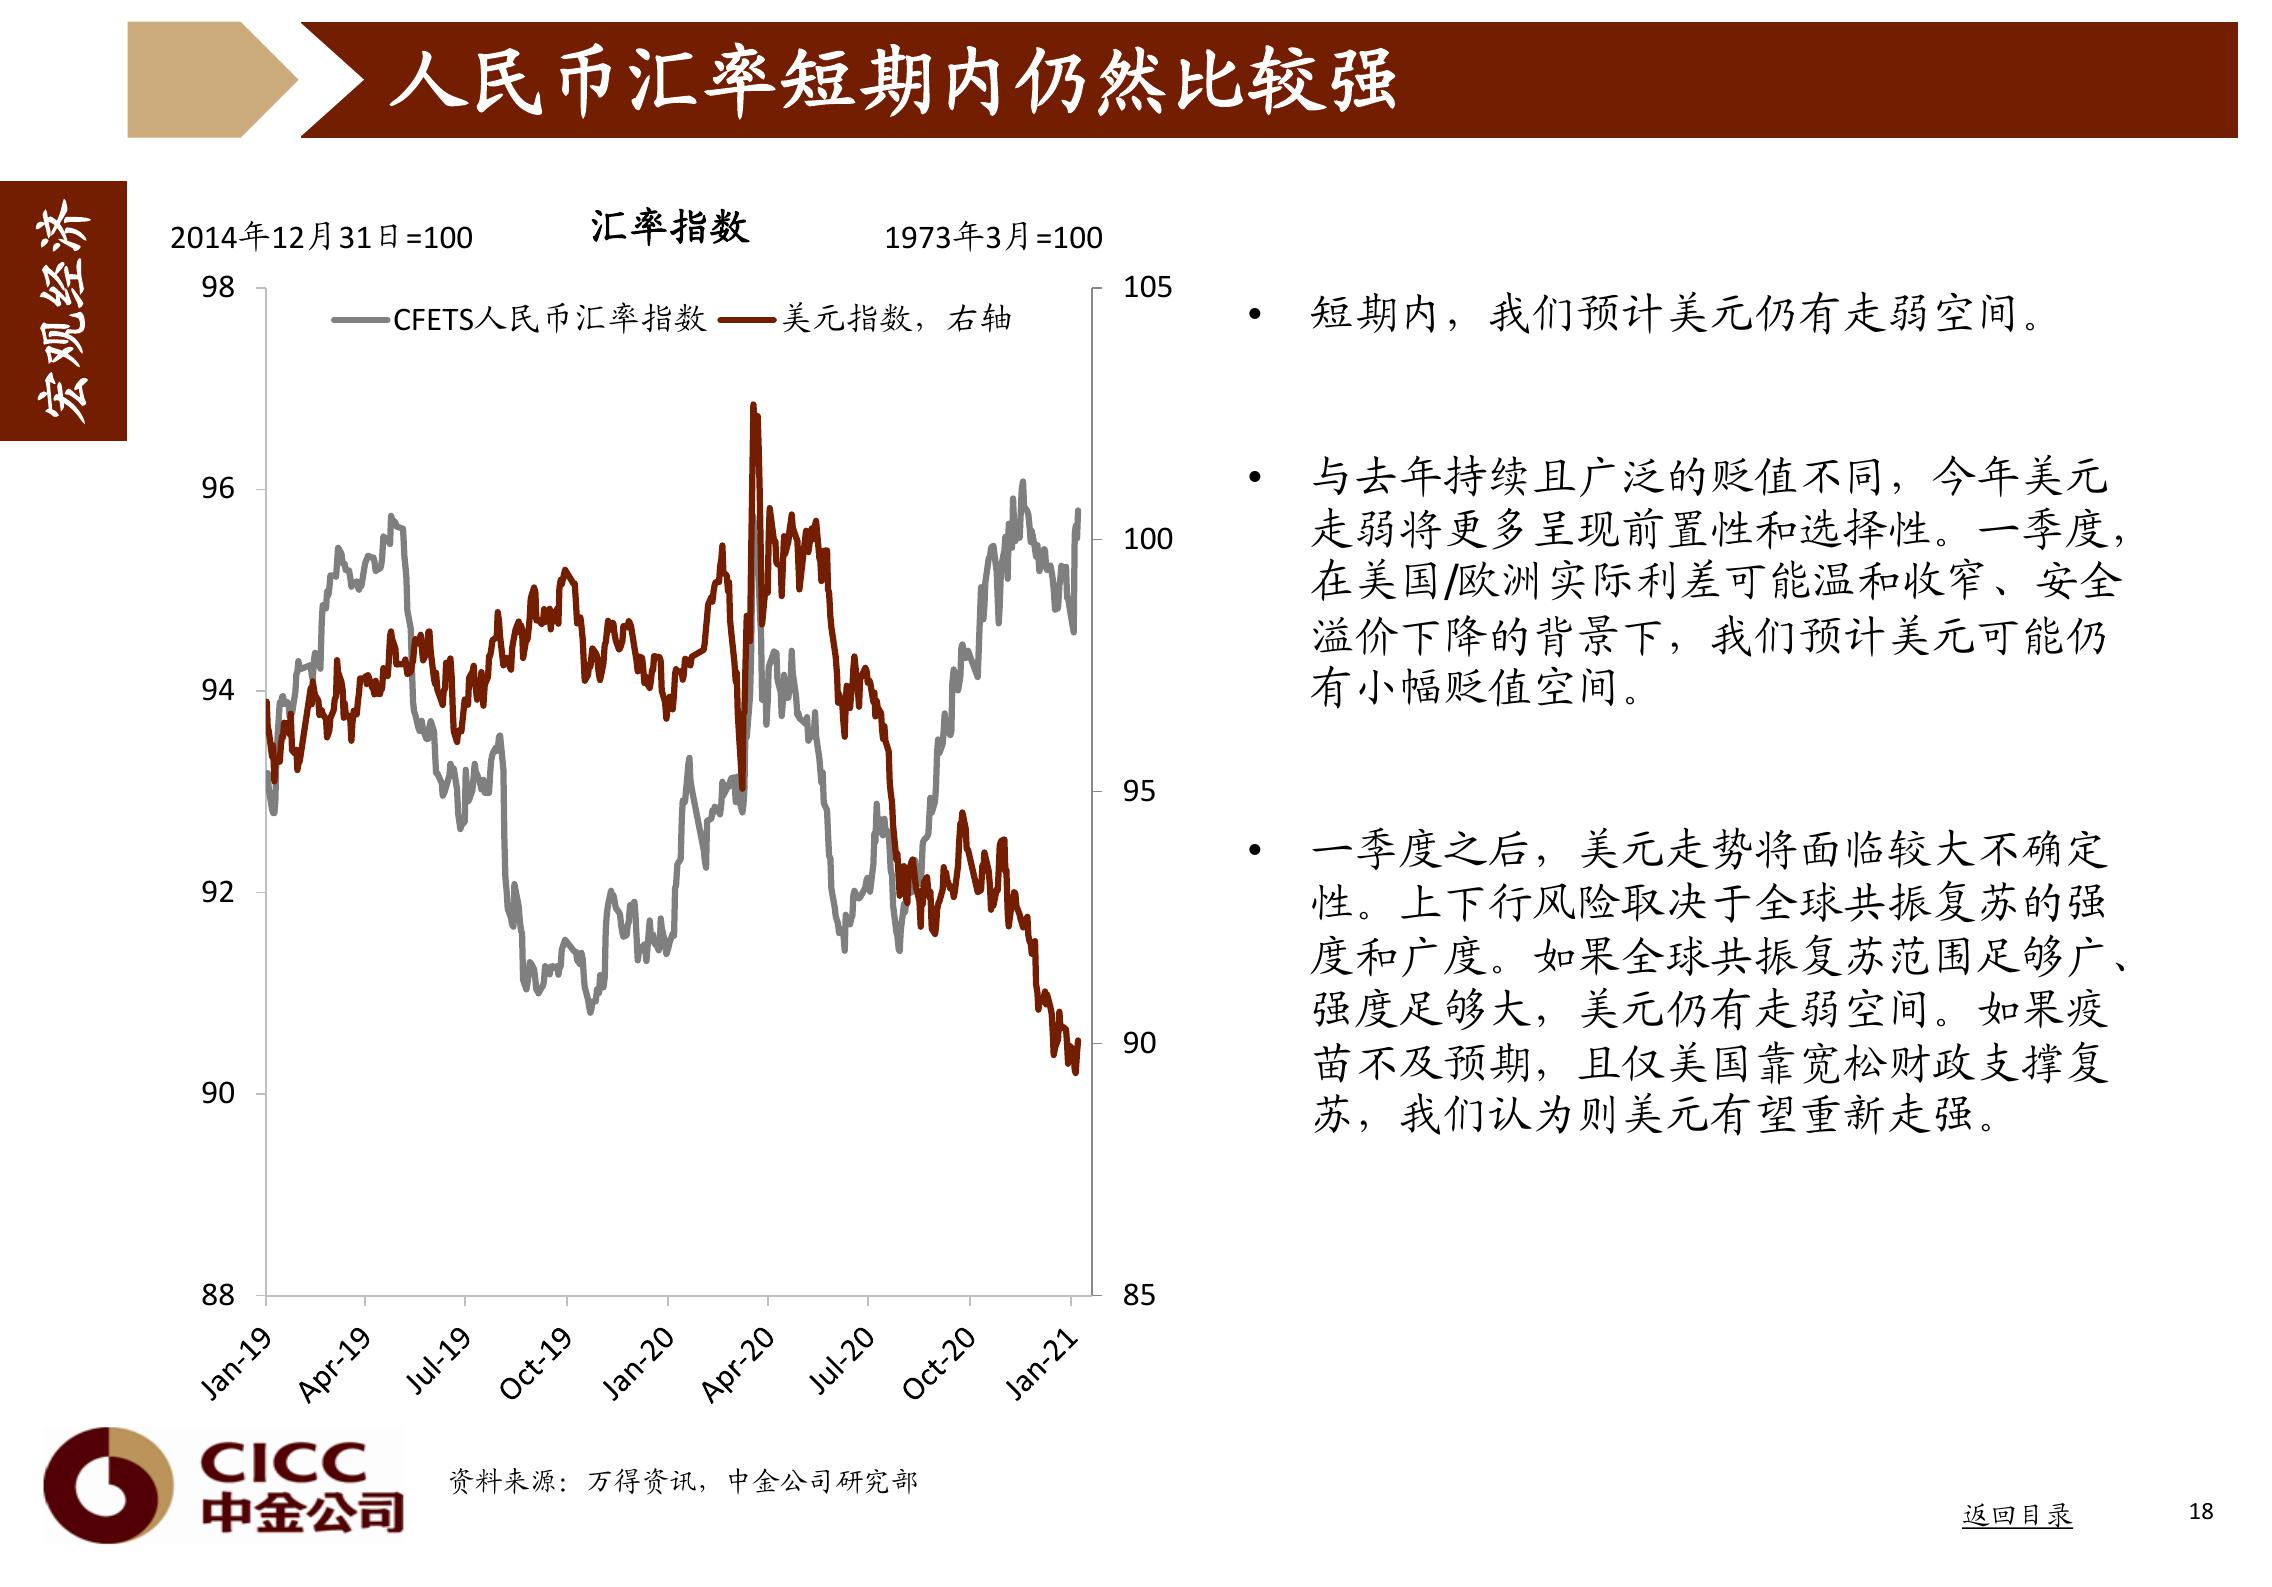 人民币汇率短期内仍然比较强
宏观经济
汇率指数
2014年12月31日=100
1973年3月=100
98
96
94
92
90
88
105
100
95
90
85
CFETS人民币汇率指数
美元指数，右轴
Jan-19
Apr-19
Jul-19
Oct-19
Jan-20
Apr-20
Jul-20
Oct-20
Jan-21
• 短期内，我们预计美元仍有走弱空间。
• 与去年持续且广泛的贬值不同，今年美元
走弱将更多呈现前置性和选择性。一季度，
在美国/欧洲实际利差可能温和收窄、安全
溢价下降的背景下，我们预计美元可能仍
有小幅贬值空间。
• 一季度之后，美元走势将面临较大不确定
性。上下行风险取决于全球共振复苏的强
度和广度。如果全球共振复苏范围足够广、
强度足够大，美元仍有走弱空间。如果疫
苗不及预期，且仅美国靠宽松财政支撑复
苏，我们认为则美元有望重新走强。
CICC
中金公司
资料来源：万得资讯，中金公司研究部
返回目录
18